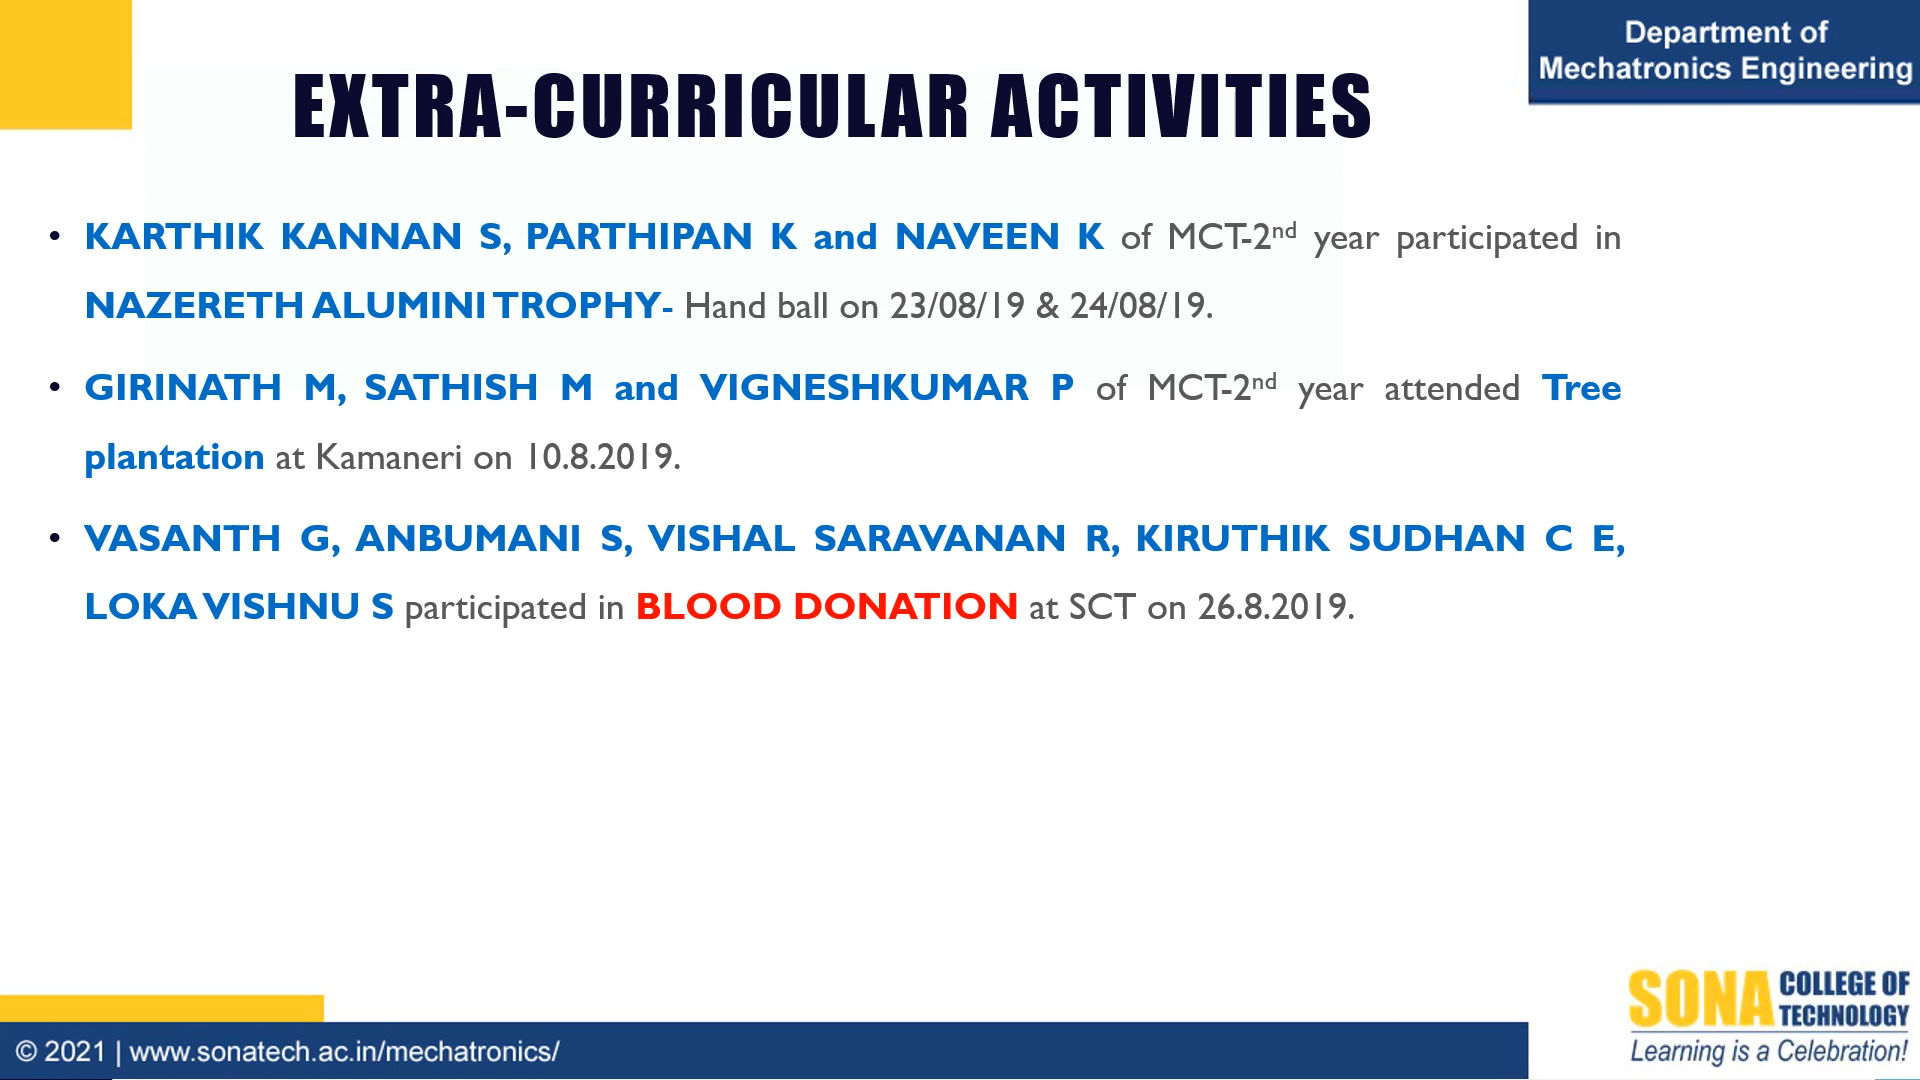 Department of
Mechatronics Engineering
EXTRA-CURRICULAR ACTIVITIES
• KARTHIK KANNAN S, PARTHIPAN K and NAVEEN K of MCT-2nd year participated in
NAZERETH ALUMINI TROPHY- Hand ball on 23/08/19 & 24/08/19.
• GIRINATH M, SATHISH M and VIGNESHKUMAR P of MCT-2nd year attended Tree
plantation at Kamaneri on 10.8.2019.
• VASANTH G, ANBUMANI S, VISHAL SARAVANAN R, KIRUTHIK SUDHAN C E,
LOKA VISHNU S participated in BLOOD DONATION at SCT on 26.8.2019.
SONA COLLEGE OF
TECHNOLOGY
Learning is a Celebration!
© 2021 | www.sonatech.ac.in/mechatronics/